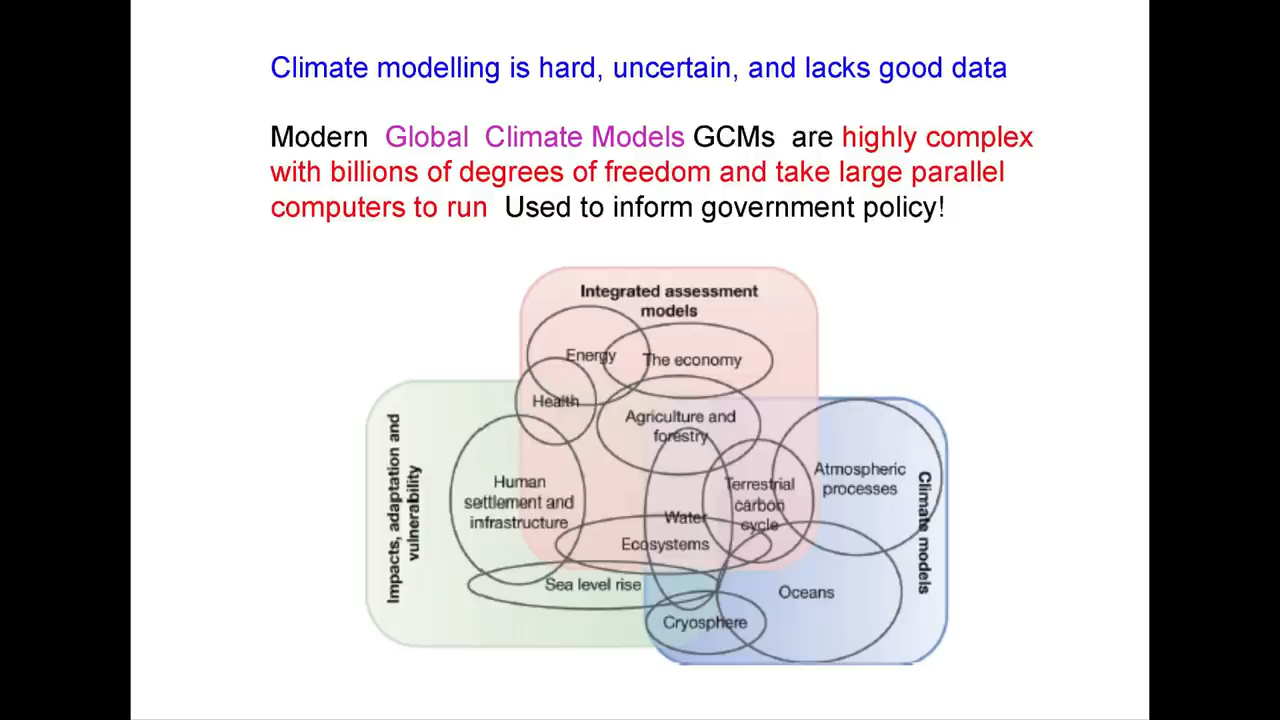 Climate modelling is hard, uncertain, and lacks good data
Modern Global Climate Models GCMs are highly complex
with billions of degrees of freedom and take large parallel
computers to run Used to inform government policy!
Integrated assessment
models
Energy
The economy
Health
Agriculture and
forestry
Impacts, adaptation and
vulnerability
Human
settlement and
infrastructure
Water
Terrestrial
carbon
cycle
Atmospheric
processes
Climate models
Ecosystems
Sea level rise
Oceans
Cryosphere